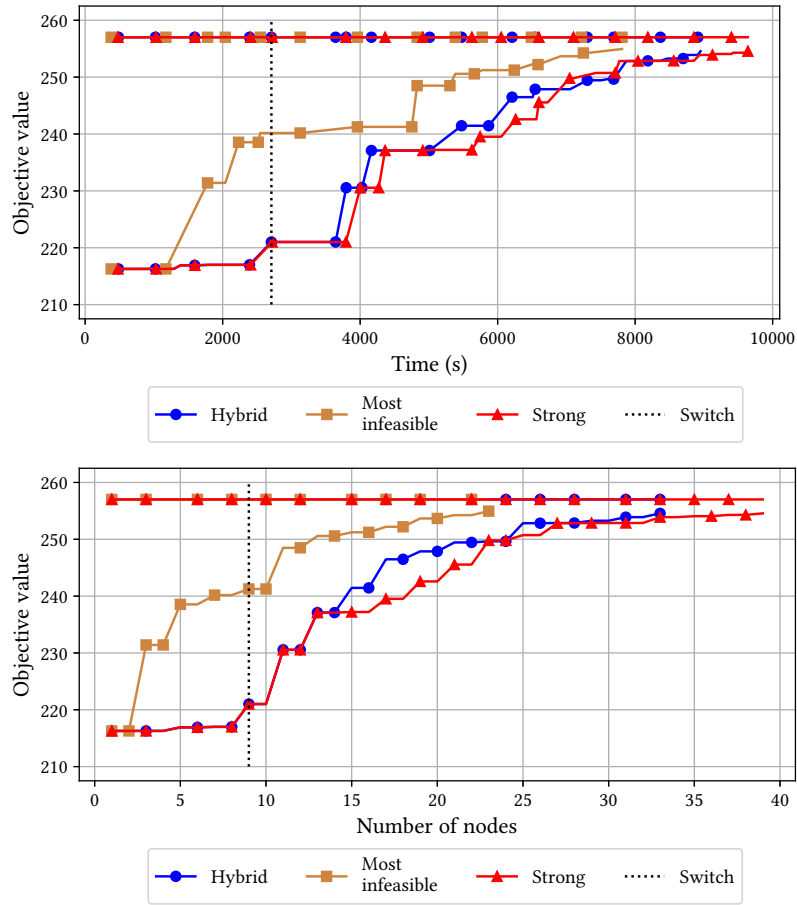 260
250
240
230
220
210
Objective value
0 2000 4000 6000 8000 10000
Time (s)
Hybrid Most infeasible Strong Switch
260
250
240
230
220
210
Objective value
0 5 10 15 20 25 30 35 40
Number of nodes
Hybrid Most infeasible Strong Switch